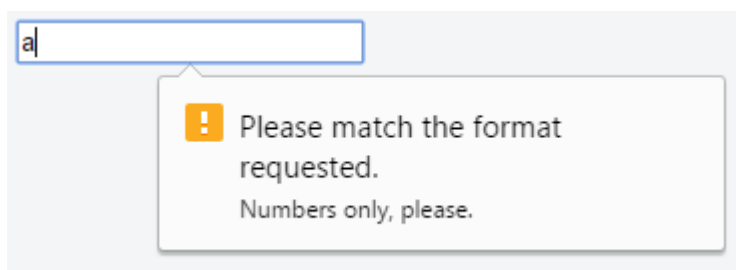 a
Please match the format
requested.
Numbers only, please.